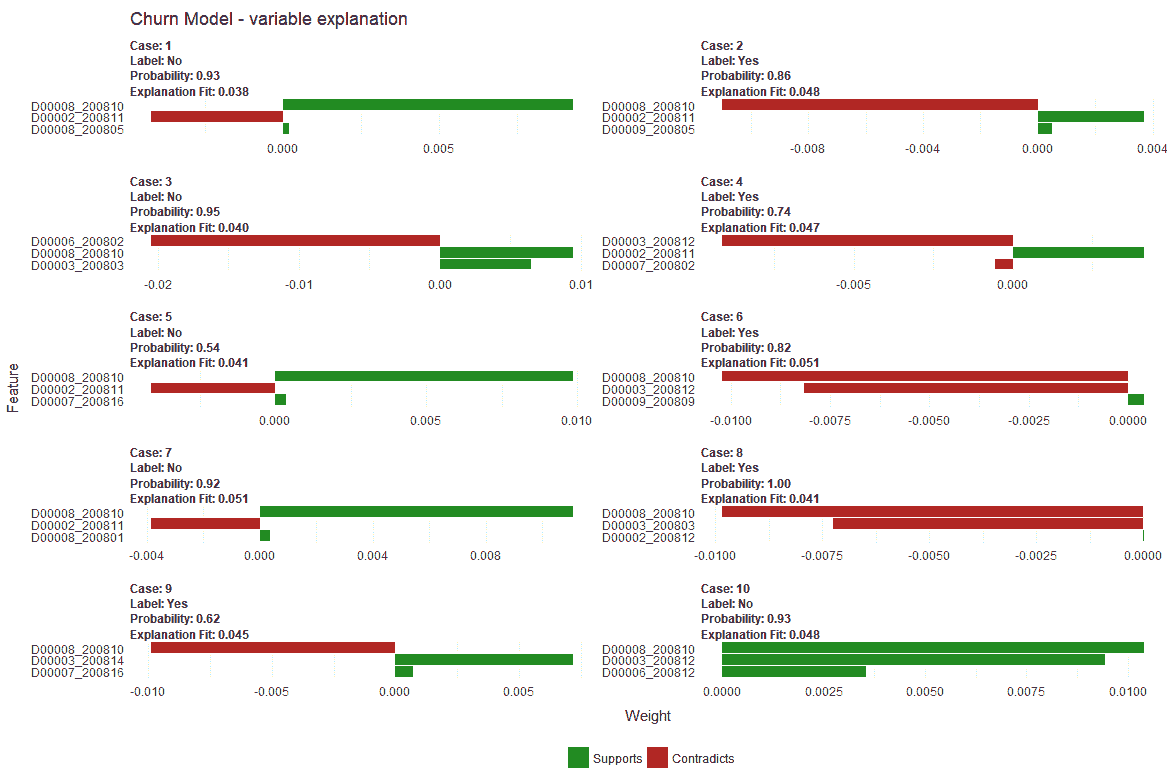 Churn Model - variable explanation
Case: 1
Label: No
Probability: 0.93
Explanation Fit: 0.038
D00008_200810
D00002_200811
D00008_200805
0.000 0.005
Case: 2
Label: Yes
Probability: 0.86
Explanation Fit: 0.048
D00008_200810
D00002_200811
D00009_200805
-0.008 -0.004 0.000 0.004
Case: 3
Label: No
Probability: 0.95
Explanation Fit: 0.040
D00006_200802
D00008_200810
D00003_200803
-0.02 -0.01 0.00 0.01
Case: 4
Label: Yes
Probability: 0.74
Explanation Fit: 0.047
D00003_200812
D00002_200811
D00007_200802
-0.005 0.000
Case: 5
Label: No
Probability: 0.54
Explanation Fit: 0.041
D00008_200810
D00002_200811
D00007_200816
0.000 0.005 0.010
Case: 6
Label: Yes
Probability: 0.82
Explanation Fit: 0.051
D00008_200810
D00003_200812
D00009_200809
-0.0100 -0.0075 -0.0050 -0.0025 0.0000
Feature
Case: 7
Label: No
Probability: 0.92
Explanation Fit: 0.051
D00008_200810
D00002_200811
D00008_200801
-0.004 0.000 0.004 0.008
Case: 8
Label: Yes
Probability: 1.00
Explanation Fit: 0.041
D00008_200810
D00003_200803
D00002_200812
-0.0100 -0.0075 -0.0050 -0.0025 0.0000
Case: 9
Label: Yes
Probability: 0.62
Explanation Fit: 0.045
D00008_200810
D00003_200814
D00007_200816
-0.010 -0.005 0.000 0.005
Case: 10
Label: No
Probability: 0.93
Explanation Fit: 0.048
D00008_200810
D00003_200812
D00006_200812
0.0000 0.0025 0.0050 0.0075 0.0100
Weight
Supports Contradicts